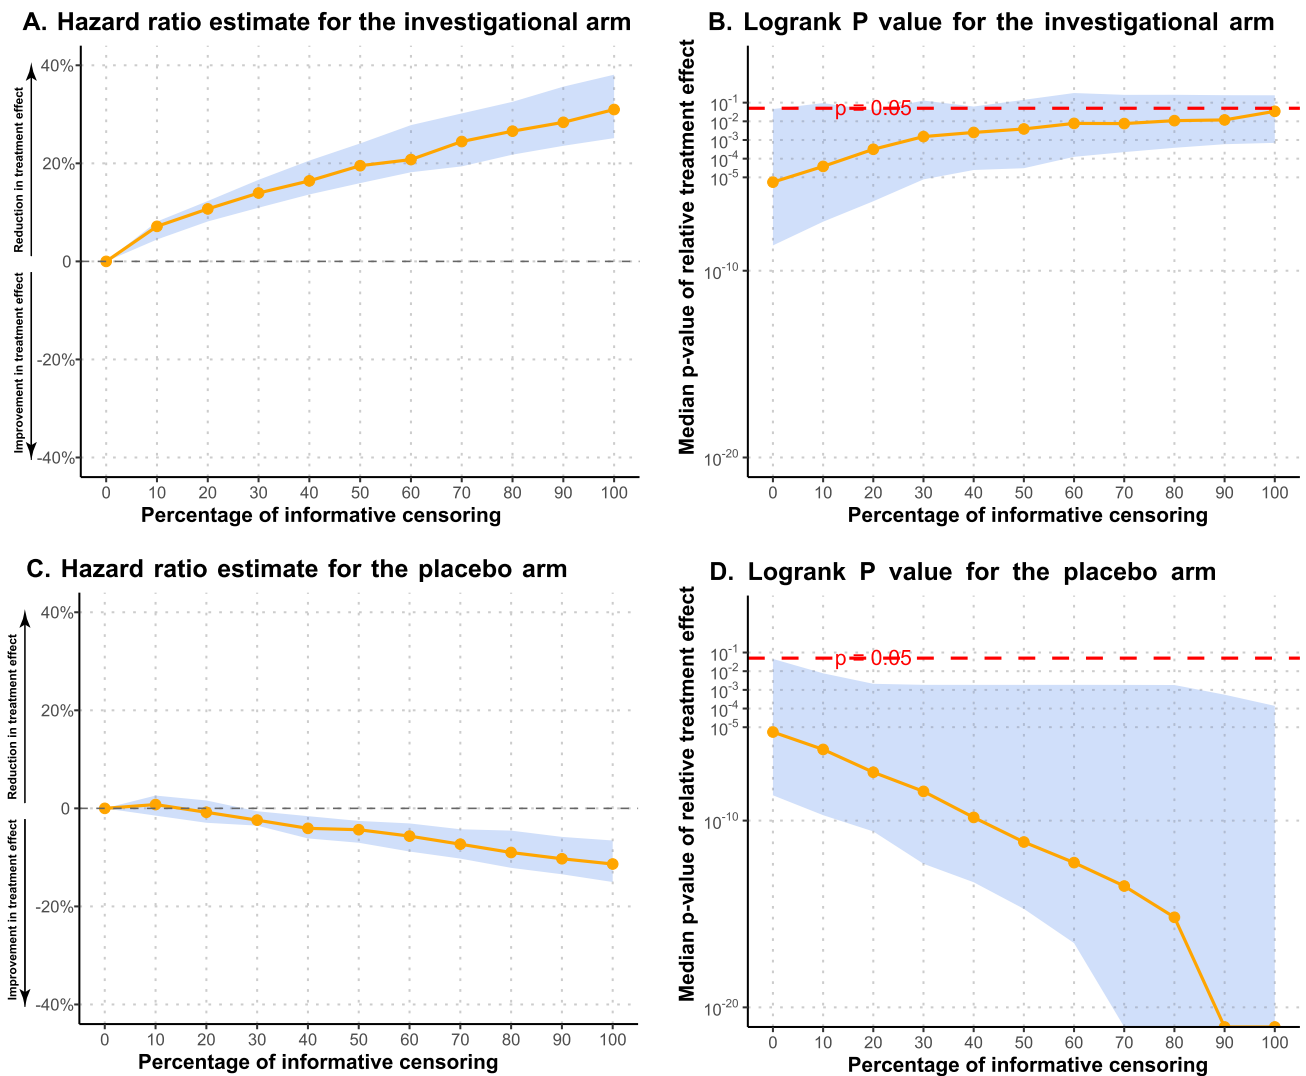 A. Hazard ratio estimate for the investigational arm
Reduction in treatment effect
Improvement in treatment effect
40%
20%
0
-20%
-40%
0 10 20 30 40 50 60 70 80 90 100
Percentage of informative censoring
B. Logrank P value for the investigational arm
Median p-value of relative treatment effect
p = 0.05
10-1
10-2
10-3
10-4
10-5
10-10
10-20
0 10 20 30 40 50 60 70 80 90 100
Percentage of informative censoring
C. Hazard ratio estimate for the placebo arm
Reduction in treatment effect
Improvement in treatment effect
40%
20%
0
-20%
-40%
0 10 20 30 40 50 60 70 80 90 100
Percentage of informative censoring
D. Logrank P value for the placebo arm
Median p-value of relative treatment effect
p = 0.05
10-1
10-2
10-3
10-4
10-5
10-10
10-20
0 10 20 30 40 50 60 70 80 90 100
Percentage of informative censoring